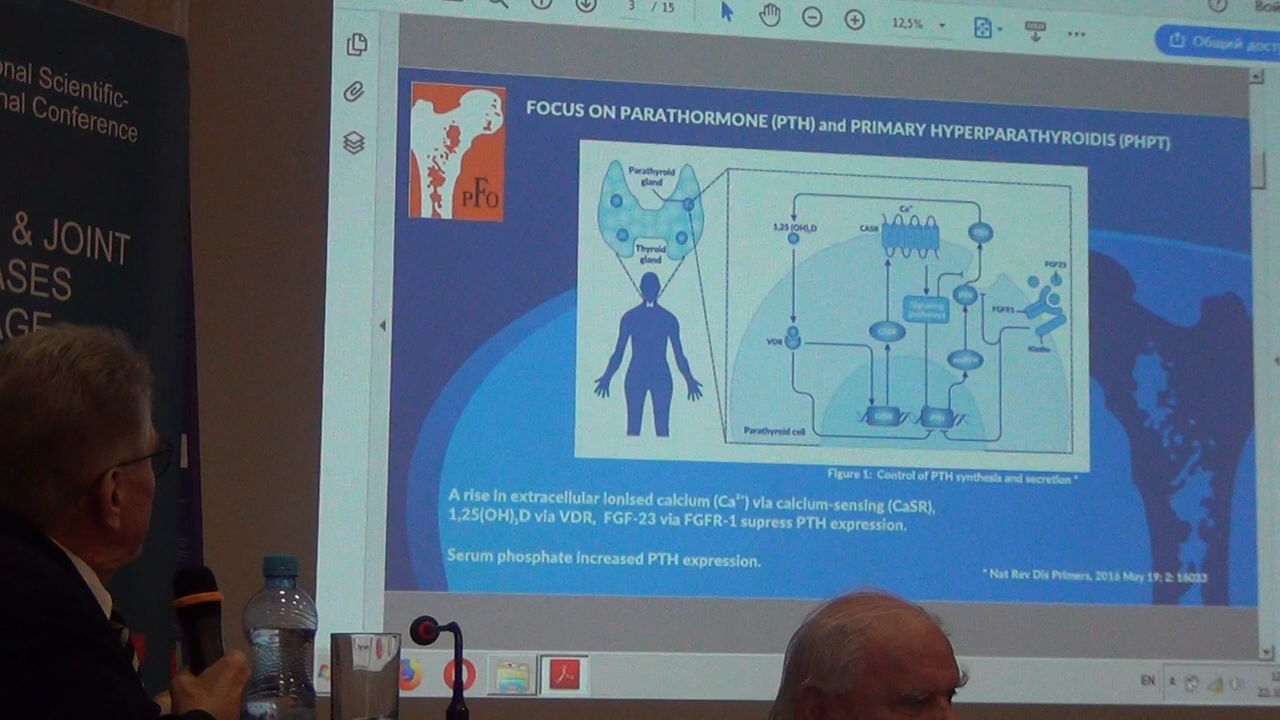 onal Scientific-
nal Conference
& JOINT
ASES
AGE
3 / 15
12,5%
Общий дост
PFO
FOCUS ON PARATHORMONE (PTH) and PRIMARY HYPERPARATHYROIDIS (PHPT)
Parathyroid
gland
Thyroid
gland
Ca²⁺
1,25 (OH)₂D
CASR
Signaling
pathways
FGF23
FGFR1
Klotho
VDR
Parathyroid cell
Figure 1: Control of PTH synthesis and secretion *
A rise in extracellular Ionised calcium (Ca²⁺) via calcium-sensing (CaSR),
1,25(OH)₂D via VDR, FGF-23 via FGFR-1 supress PTH expression.
Serum phosphate increased PTH expression.
* Nat Rev Dis Primers, 2016 May 19; 2: 16033
EN